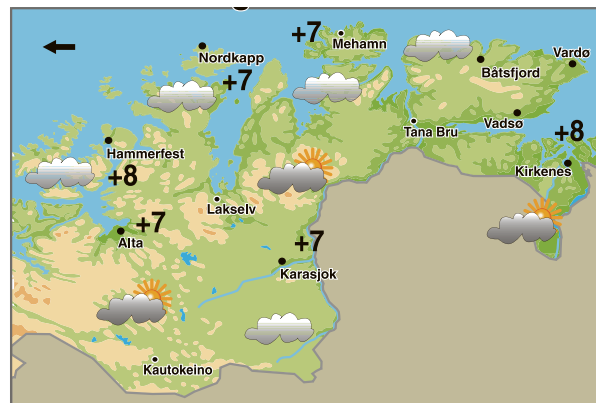 +7
Mehamn
Nordkapp
Vardø
Båtsfjord
+7
Vadsø
Tana Bru
+8
Hammerfest
Kirkenes
+8
Lakselv
+7
Alta
+7
Karasjok
Kautokeino